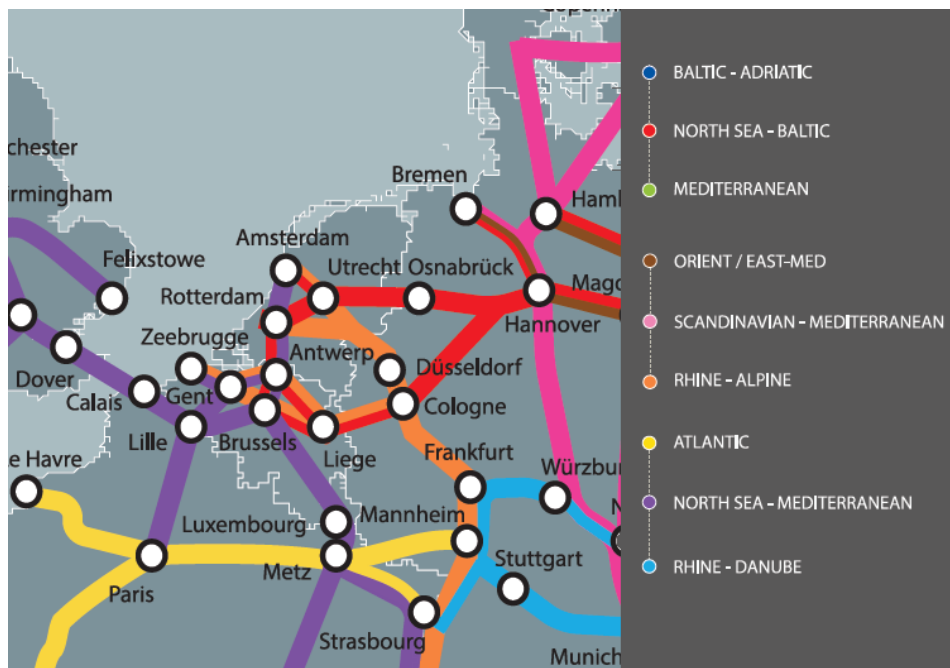 Copenh
chester
irmingham
Bremen
Hamb
Felixstowe
Amsterdam
Utrecht
Osnabrück
Magd
Rotterdam
Hannover
Zeebrugge
Antwerp
Düsseldorf
Dover
Calais
Gent
Cologne
Lille
Brussels
Liege
Frankfurt
Würzbur
e Havre
Luxembourg
Mannheim
N
Metz
Stuttgart
Paris
Strasbourg
Munich
BALTIC - ADRIATIC
NORTH SEA - BALTIC
MEDITERRANEAN
ORIENT / EAST-MED
SCANDINAVIAN - MEDITERRANEAN
RHINE - ALPINE
ATLANTIC
NORTH SEA - MEDITERRANEAN
RHINE - DANUBE